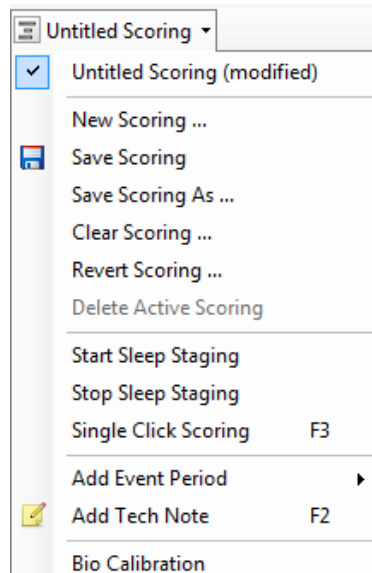 Untitled Scoring
Untitled Scoring (modified)
New Scoring ...
Save Scoring
Save Scoring As ...
Clear Scoring ...
Revert Scoring ...
Delete Active Scoring
Start Sleep Staging
Stop Sleep Staging
Single Click Scoring F3
Add Event Period
Add Tech Note F2
Bio Calibration